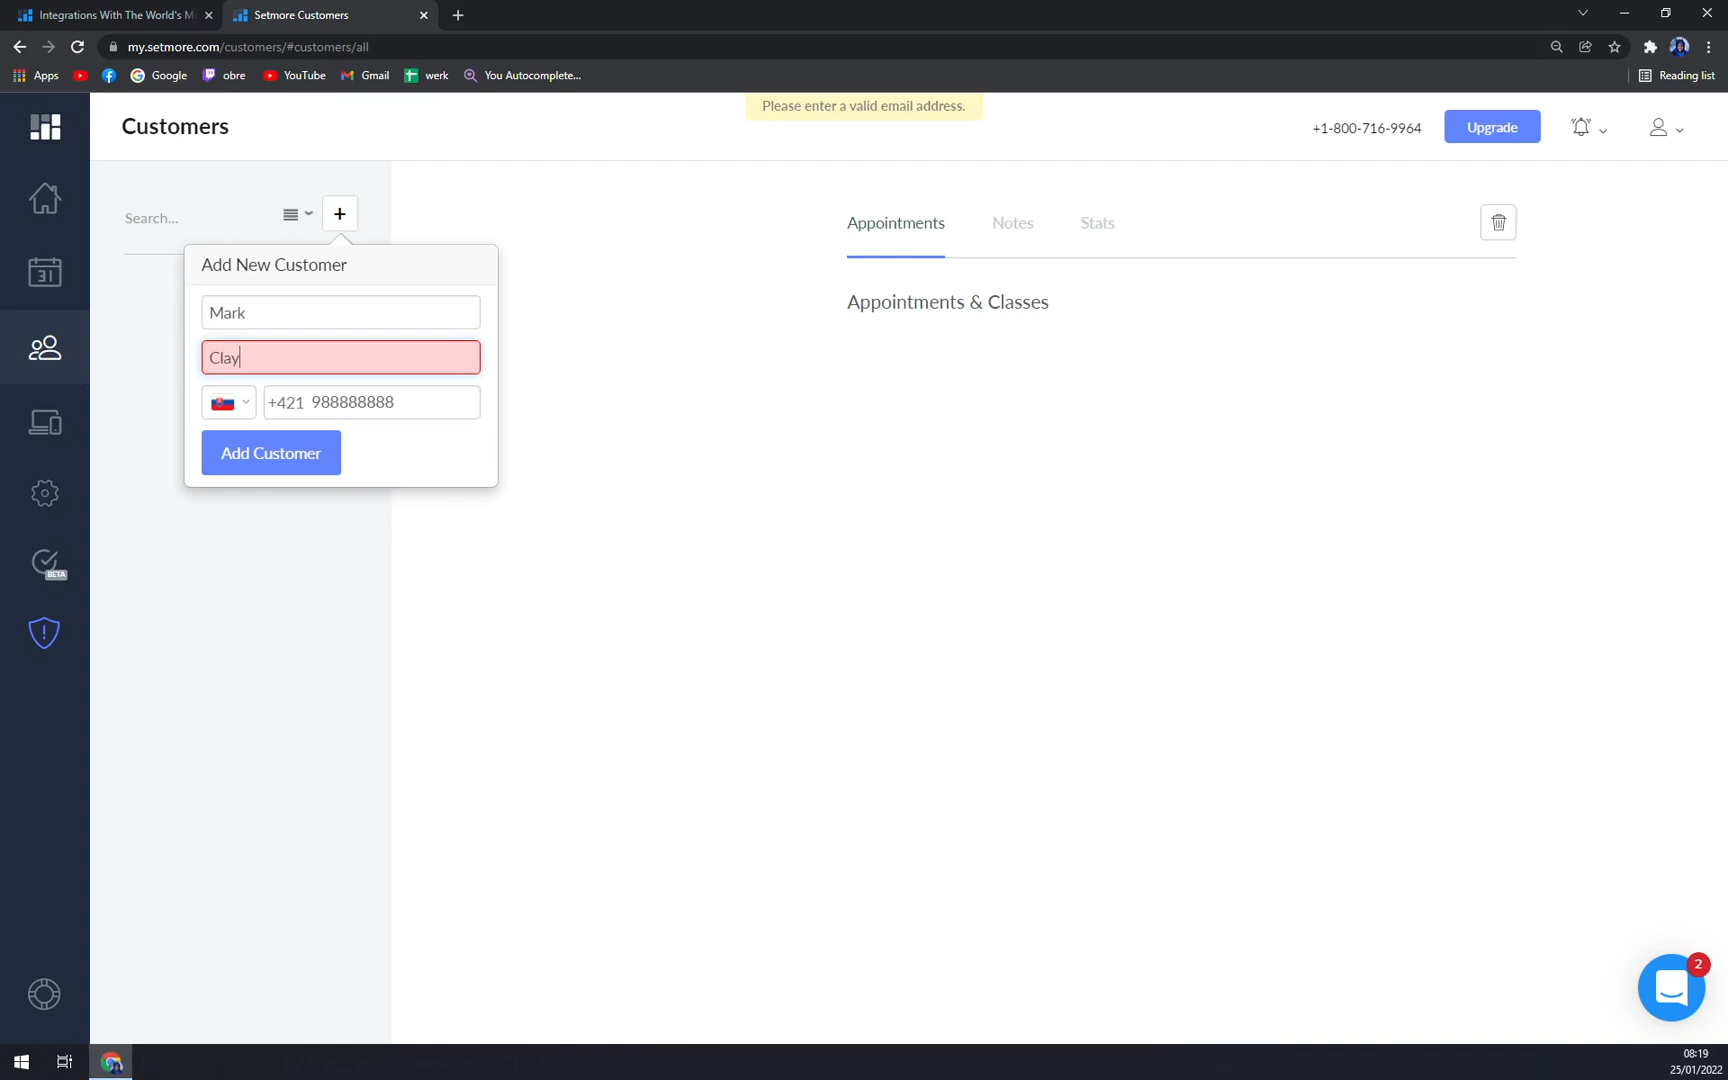 Integrations With The World's M
Setmore Customers
my.setmore.com/customers/#customers/all
Apps
Google
obre
YouTube
Gmail
werk
You Autocomplete...
Reading list
Please enter a valid email address.
Customers
+1-800-716-9964
Upgrade
Search...
+
Appointments
Notes
Stats
Add New Customer
Mark
Appointments & Classes
31
Clay
+421 988888888
Add Customer
BETA
2
08:19
25/01/2022